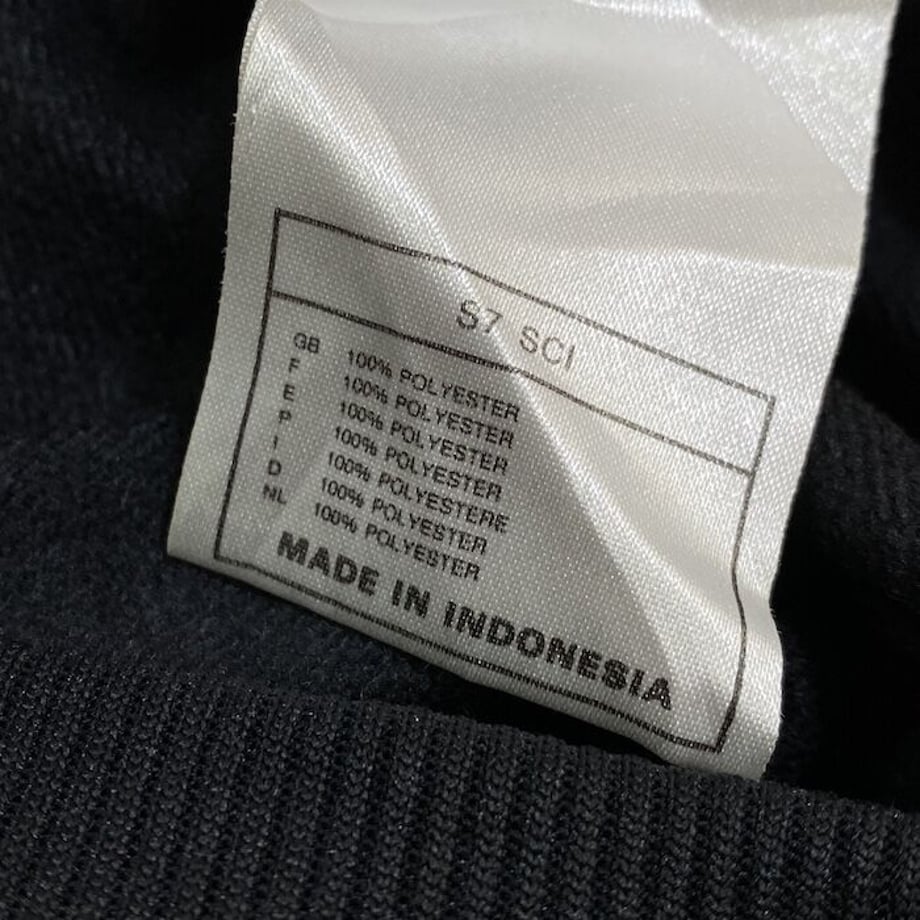 S7 SCI
GB 100% POLYESTER
F 100% POLYESTER
E 100% POLYESTER
P 100% POLYESTER
I 100% POLYESTERE
D 100% POLYESTER
NL 100% POLYESTER
MADE IN INDONESIA